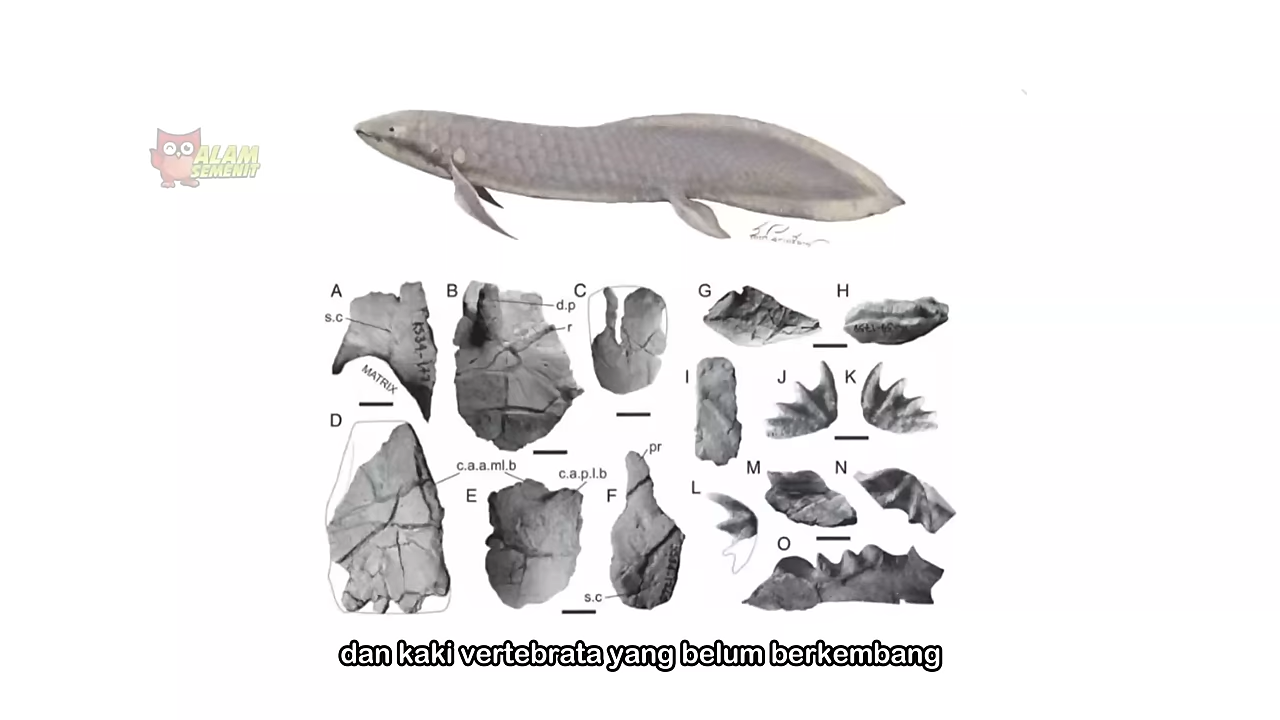 ALAM
SEMENIT
A
B
C
G
H
s.c
d.p
r
MATRIX
I
J
K
D
pr
c.a.a.ml.b
c.a.p.l.b
E
F
L
M
N
O
s.c
dan kaki vertebrata yang belum berkembang